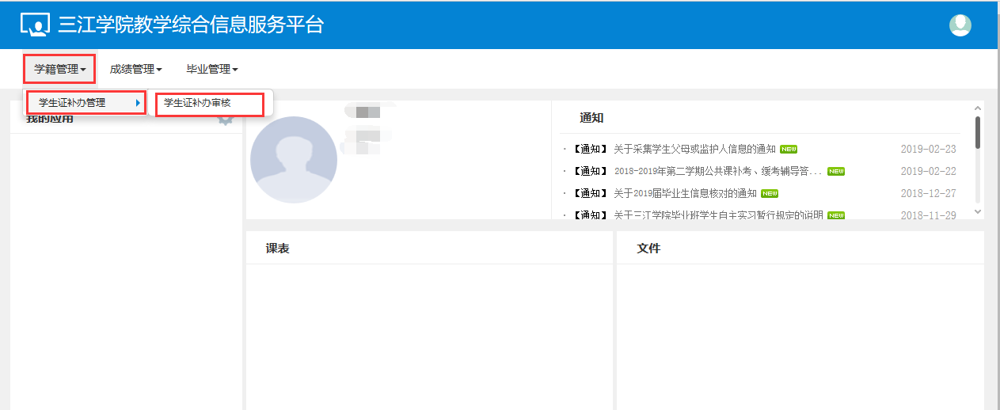 三江学院教学综合信息服务平台
学籍管理 成绩管理 毕业管理
学生证补办管理 学生证补办审核
我的应用
通知
【通知】 关于采集学生父母或监护人信息的通知 NEW 2019-02-23
【通知】 2018-2019年第二学期公共课补考、缓考辅导答... NEW 2019-02-22
【通知】 关于2019届毕业生信息核对的通知 NEW 2018-12-27
【通知】 关于三江学院毕业班学生自主实习暂行规定的说明 NEW 2018-11-29
课表
文件